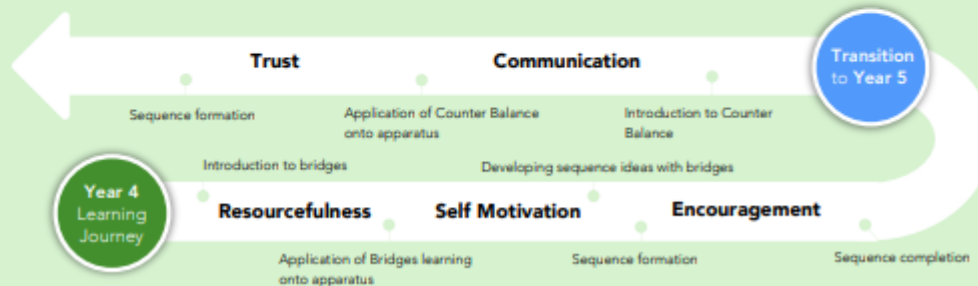 Trust
Communication
Transition
to Year 5
Sequence formation
Application of Counter Balance
onto apparatus
Introduction to Counter
Balance
Introduction to bridges
Developing sequence ideas with bridges
Year 4
Learning
Journey
Resourcefulness
Self Motivation
Encouragement
Application of Bridges learning
onto apparatus
Sequence formation
Sequence completion